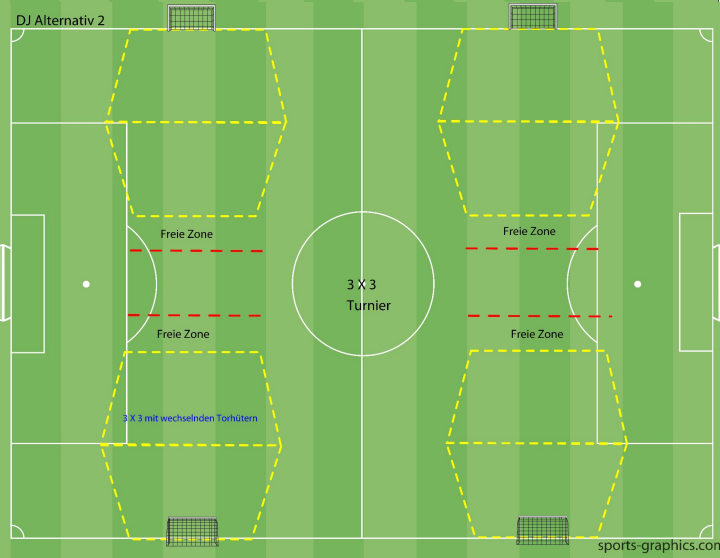 DJ Alternativ 2
Freie Zone
Freie Zone
3 X 3
Turnier
Freie Zone
Freie Zone
3 X 3 mit wechselnden Torhütern
sports-graphics.com